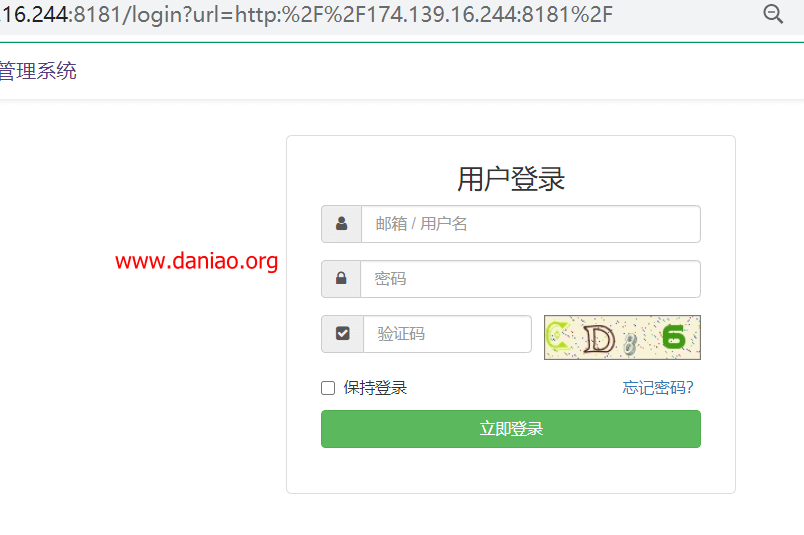 .16.244:8181/login?url=http:%2F%2F174.139.16.244:8181%2F
管理系统
用户登录
邮箱 / 用户名
www.daniao.org
密码
验证码
CD86
保持登录
忘记密码?
立即登录